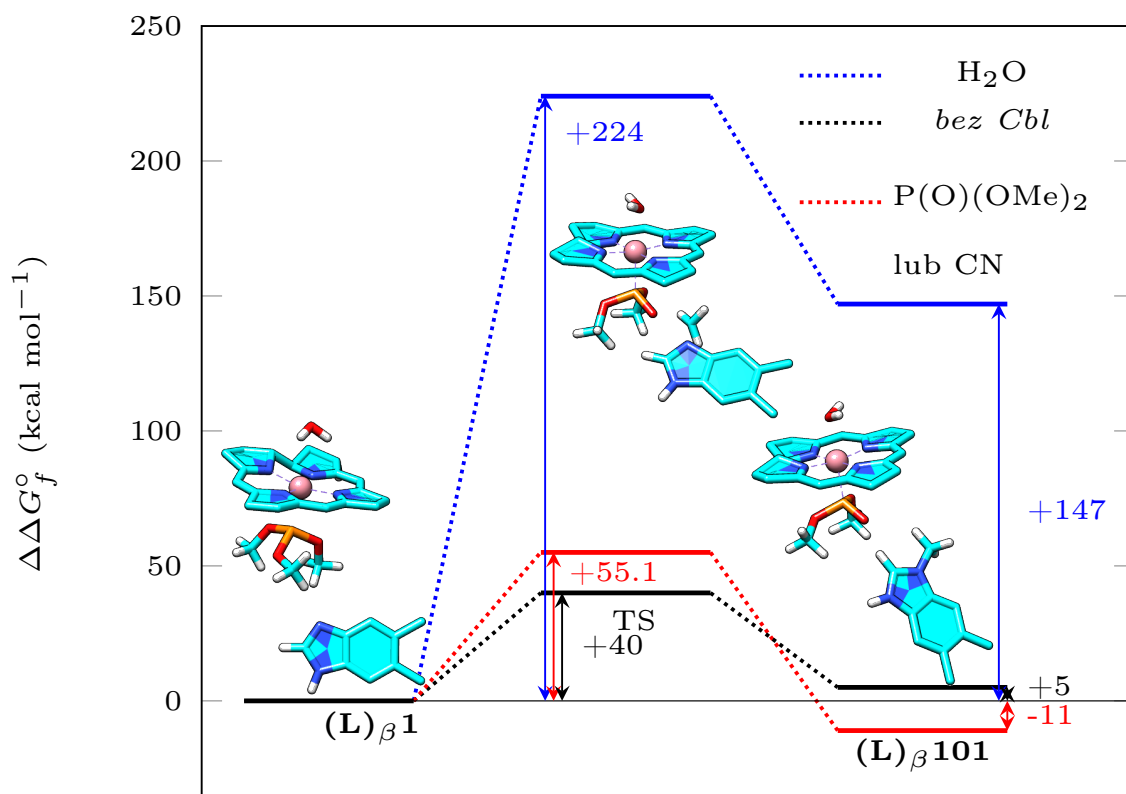 ΔΔG°f (kcal mol−1)
250
200
150
100
50
0
H2O
bez Cbl
P(O)(OMe)2
lub CN
+224
+147
+55.1
TS
+40
+5
-11
(L)β1
(L)β101